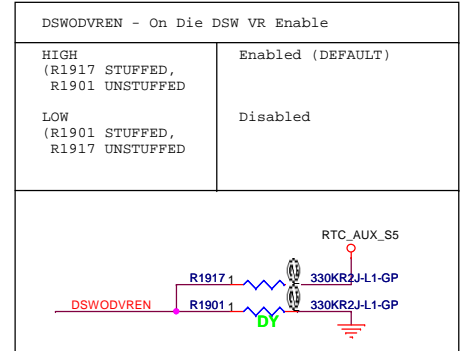 DSWODVREN - On Die DSW VR Enable
HIGH Enabled (DEFAULT)
(R1917 STUFFED,
R1901 UNSTUFFED
LOW Disabled
(R1901 STUFFED,
R1917 UNSTUFFED
RTC_AUX_S5
R1917 1 330KR2J-L1-GP
DSWODVREN R1901 1 330KR2J-L1-GP
DY